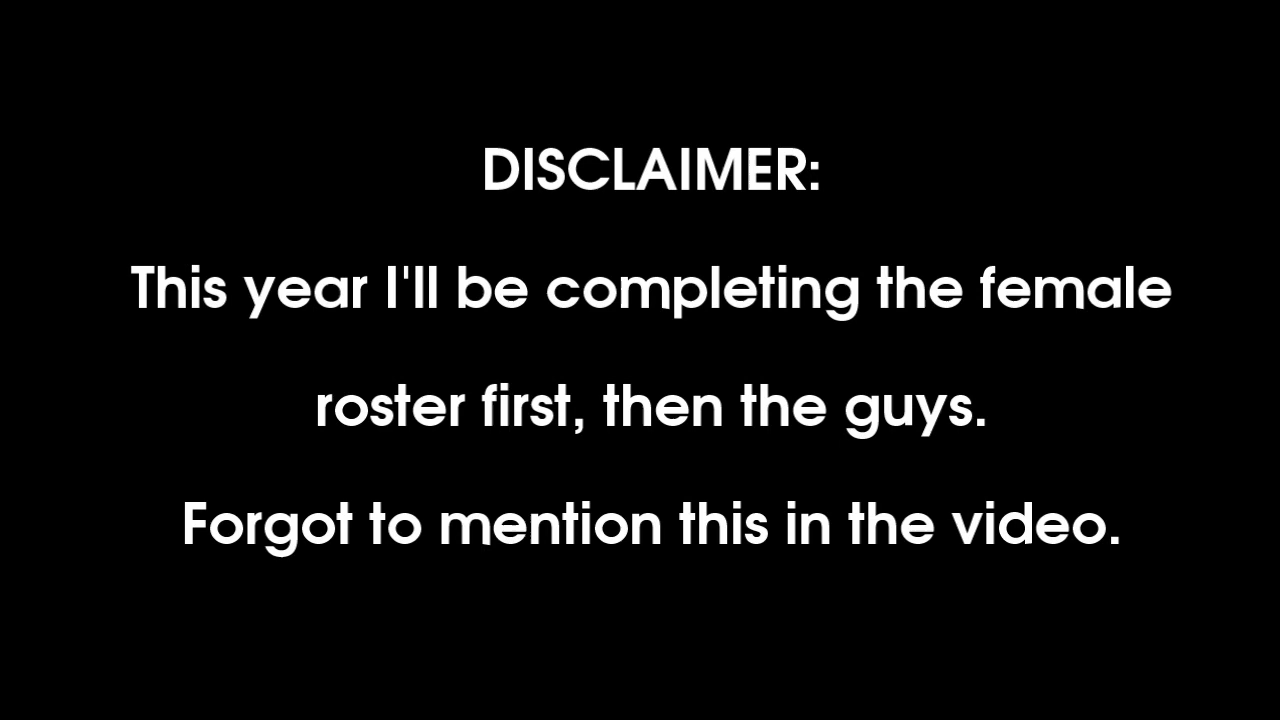 DISCLAIMER:
This year I'll be completing the female
roster first, then the guys.
Forgot to mention this in the video.